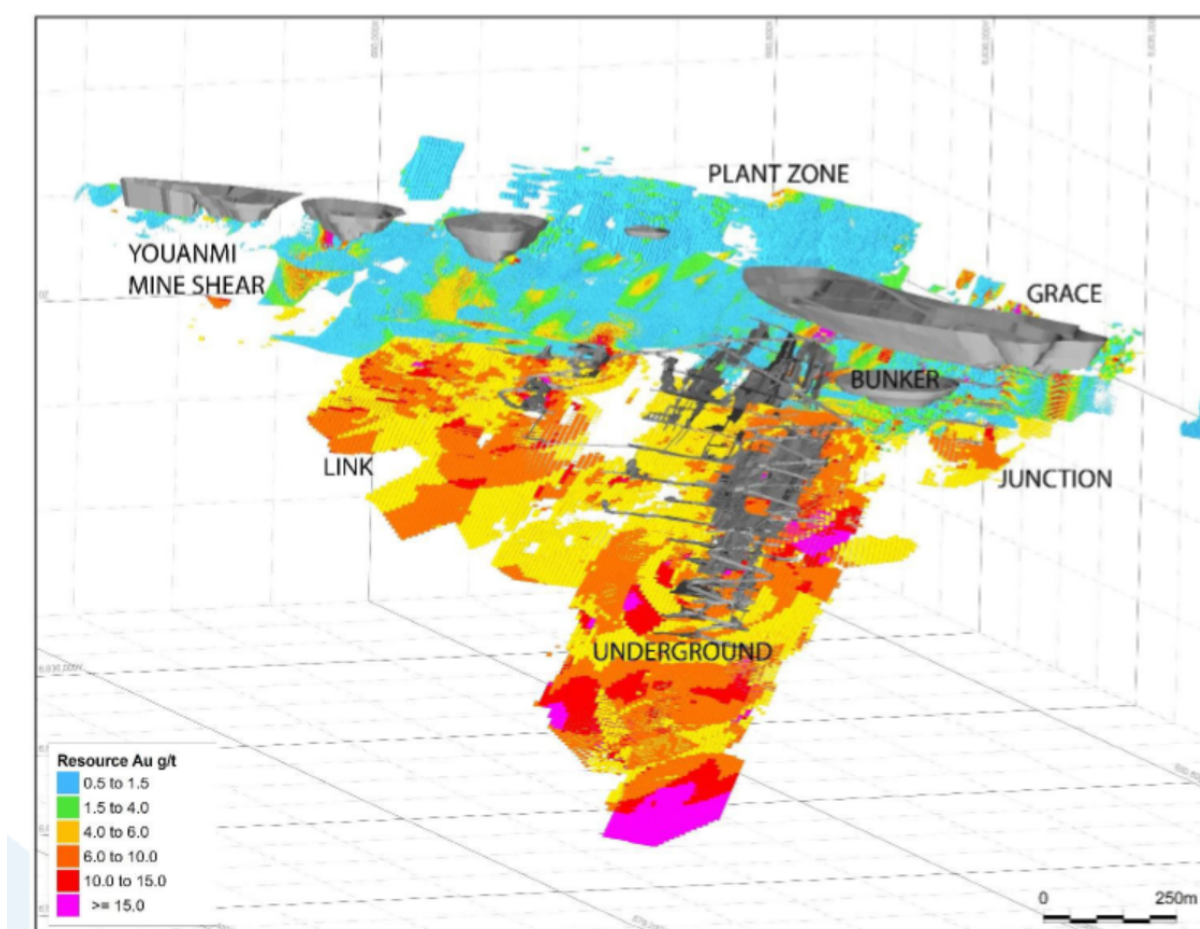 PLANT ZONE
YOUANMI
MINE SHEAR
GRACE
BUNKER
LINK
JUNCTION
UNDERGROUND
Resource Au g/t
0.5 to 1.5
1.5 to 4.0
4.0 to 6.0
6.0 to 10.0
10.0 to 15.0
>= 15.0
0 250m